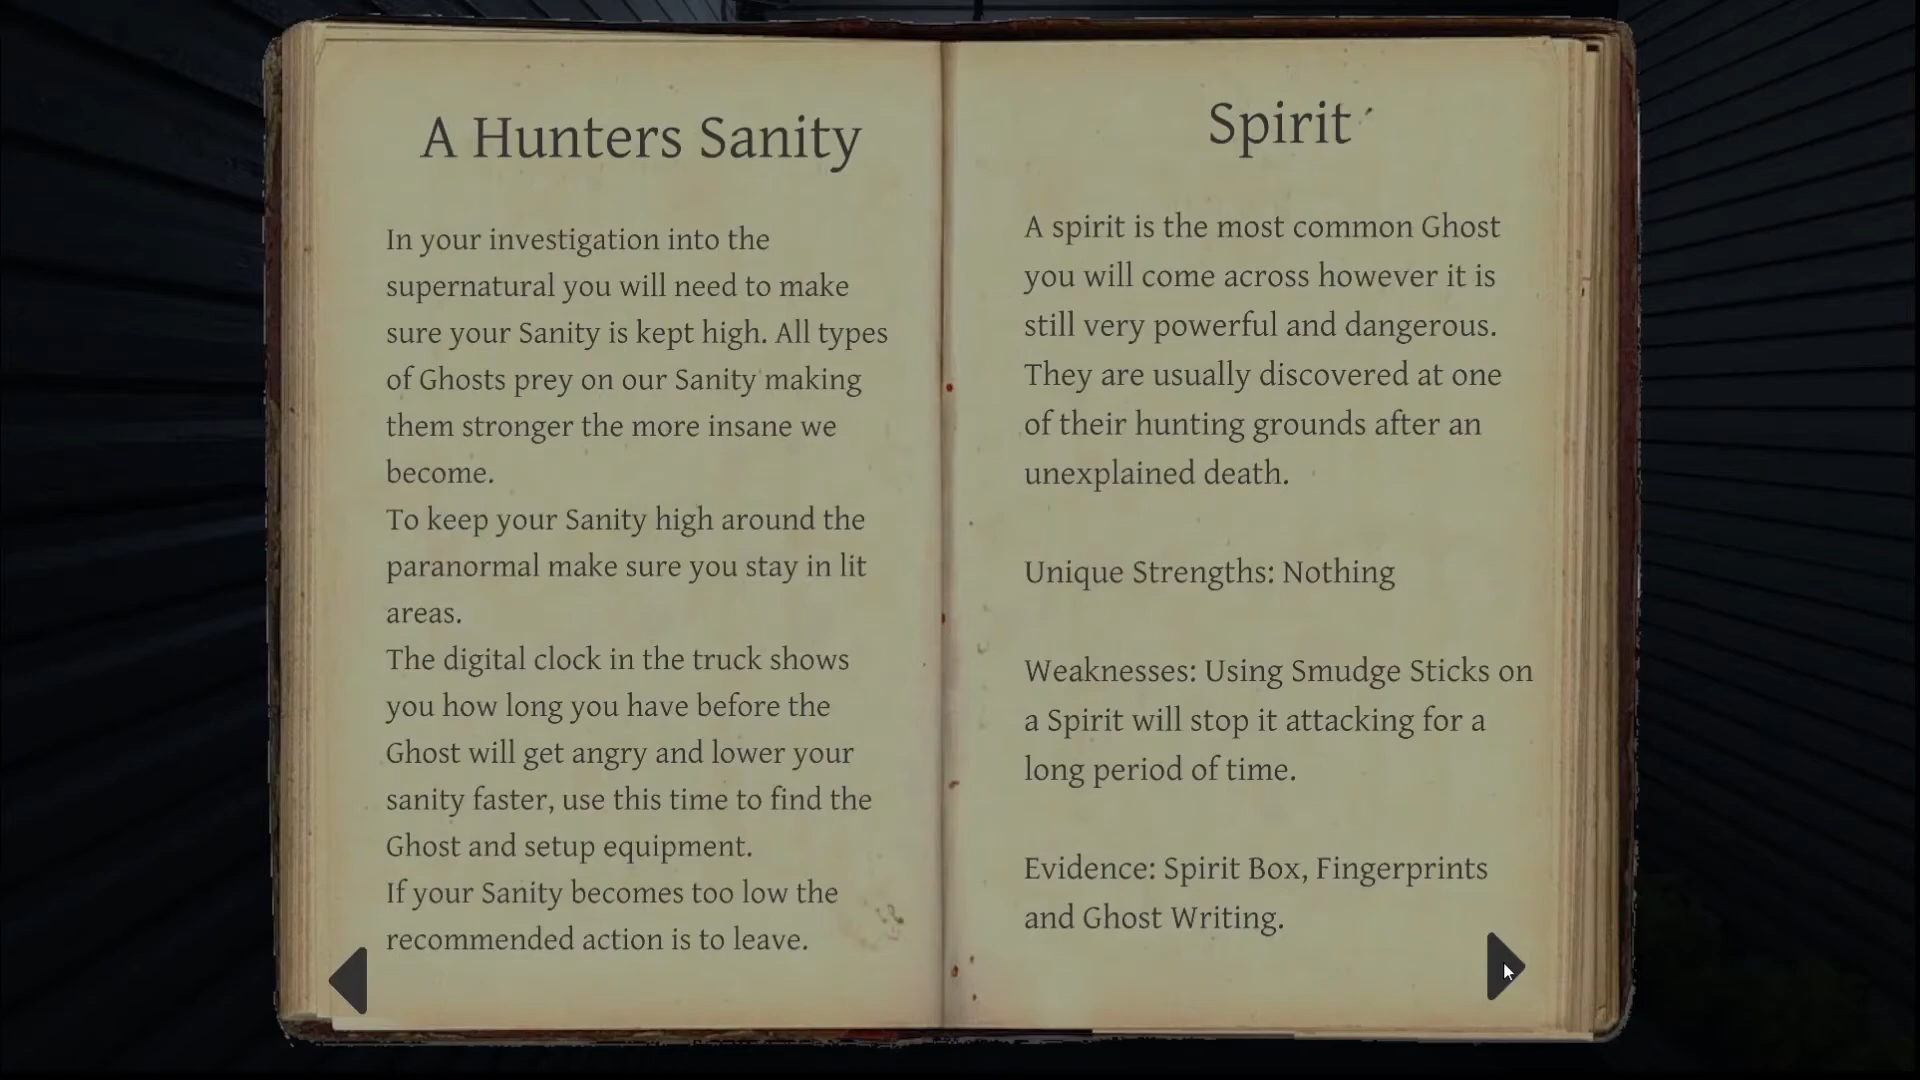 A Hunters Sanity
In your investigation into the
supernatural you will need to make
sure your Sanity is kept high. All types
of Ghosts prey on our Sanity making
them stronger the more insane we
become.
To keep your Sanity high around the
paranormal make sure you stay in lit
areas.
The digital clock in the truck shows
you how long you have before the
Ghost will get angry and lower your
sanity faster, use this time to find the
Ghost and setup equipment.
If your Sanity becomes too low the
recommended action is to leave.
Spirit
A spirit is the most common Ghost
you will come across however it is
still very powerful and dangerous.
They are usually discovered at one
of their hunting grounds after an
unexplained death.
Unique Strengths: Nothing
Weaknesses: Using Smudge Sticks on
a Spirit will stop it attacking for a
long period of time.
Evidence: Spirit Box, Fingerprints
and Ghost Writing.